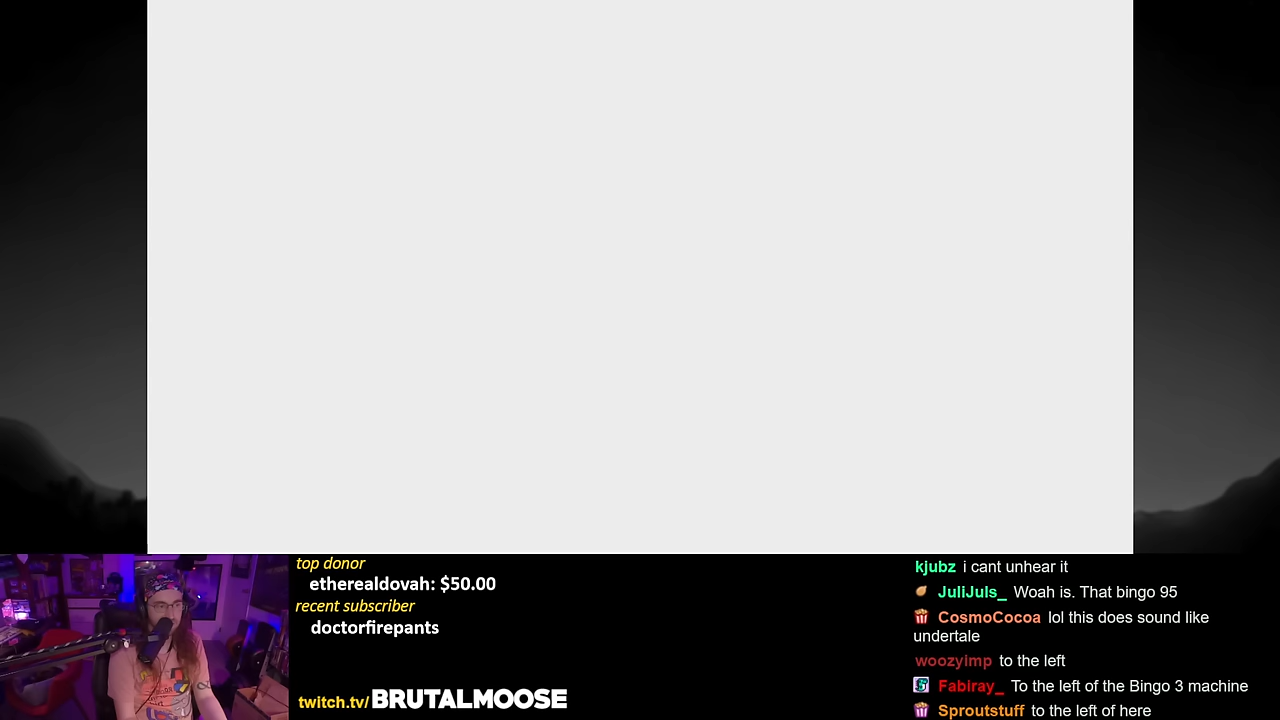 top donor
etherealdovah: $50.00
recent subscriber
doctorfirepants
twitch.tv/BRUTALMOOSE
kjubz i cant unhear it
JuliJuls_ Woah is. That bingo 95
CosmoCocoa lol this does sound like
undertale
woozyimp to the left
Fabiray_ To the left of the Bingo 3 machine
Sproutstuff to the left of here